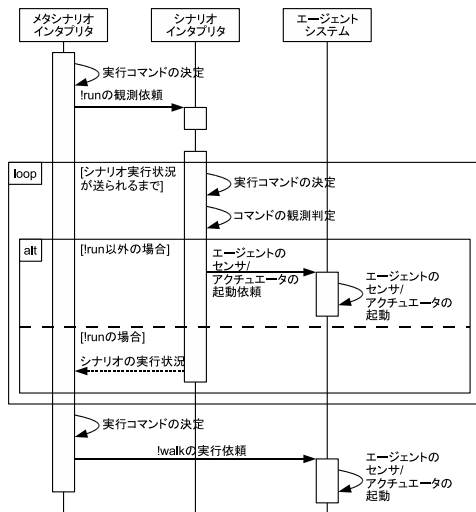 メタシナリオ
インタプリタ
シナリオ
インタプリタ
エージェント
システム
実行コマンドの決定
!runの観測依頼
loop
[シナリオ実行状況
が送られるまで]
実行コマンドの決定
コマンドの観測判定
alt
[!run以外の場合]
エージェントの
センサ/
アクチュエータの
起動依頼
エージェントの
センサ/
アクチュエータの
起動
[!runの場合]
シナリオの実行状況
実行コマンドの決定
!walkの実行依頼
エージェントの
センサ/
アクチュエータの
起動